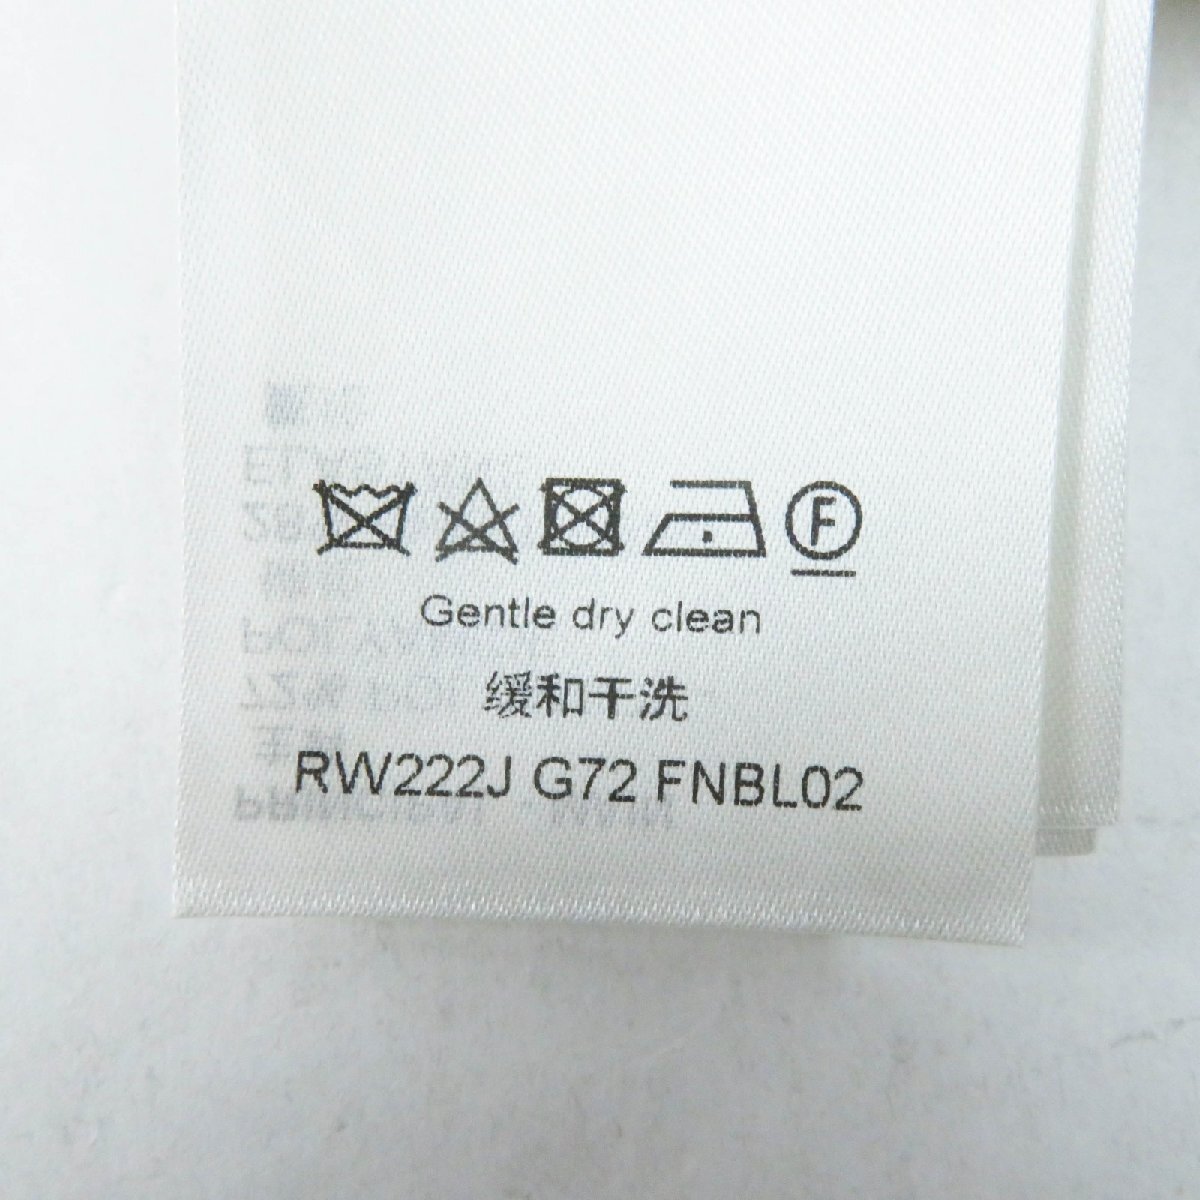 F
Gentle dry clean
缓和干洗
RW222J G72 FNBL02